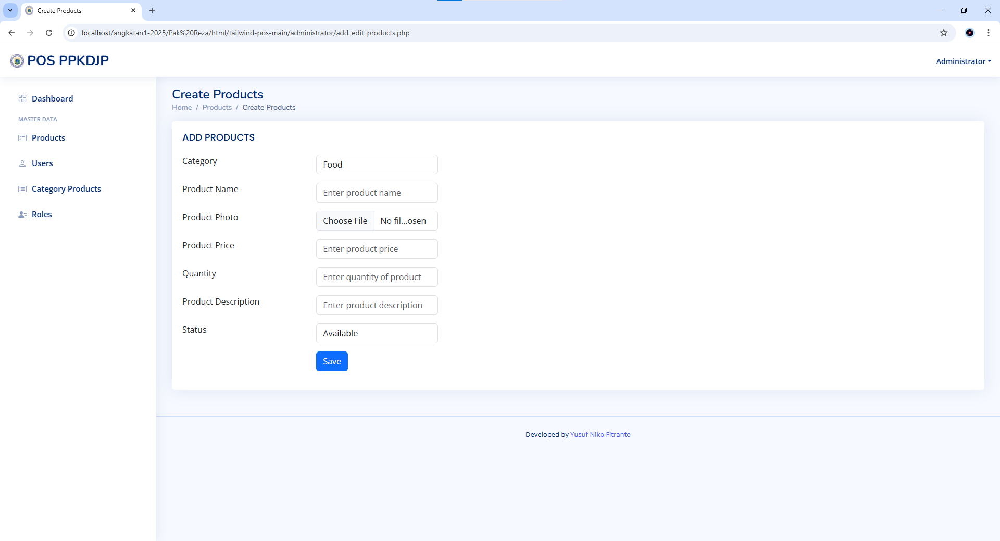 Create Products
localhost/angkatan1-2025/Pak%20Reza/html/tailwind-pos-main/administrator/add_edit_products.php
POS PPKDJP
Administrator
Dashboard
MASTER DATA
Products
Users
Category Products
Roles
Create Products
Home / Products / Create Products
ADD PRODUCTS
Category Food
Product Name Enter product name
Product Photo Choose File No fil...osen
Product Price Enter product price
Quantity Enter quantity of product
Product Description Enter product description
Status Available
Save
Developed by Yusuf Niko Fitranto